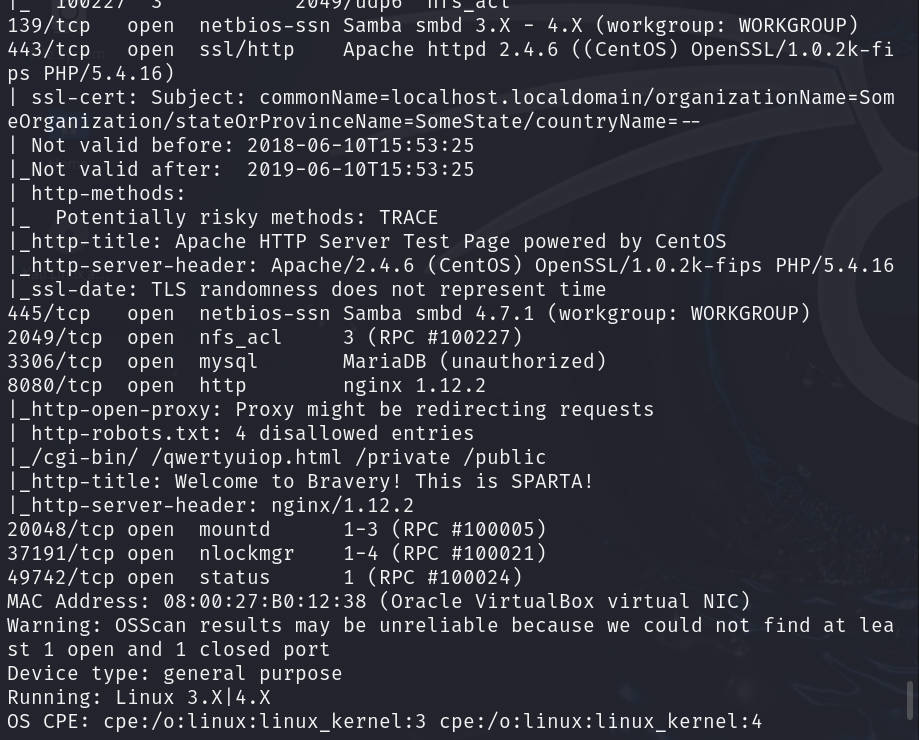 |_  100227  3           2049/udp6  nfs_acl
139/tcp   open  netbios-ssn Samba smbd 3.X - 4.X (workgroup: WORKGROUP)
443/tcp   open  ssl/http    Apache httpd 2.4.6 ((CentOS) OpenSSL/1.0.2k-fi
ps PHP/5.4.16)
| ssl-cert: Subject: commonName=localhost.localdomain/organizationName=Som
eOrganization/stateOrProvinceName=SomeState/countryName=--
| Not valid before: 2018-06-10T15:53:25
|_Not valid after:  2019-06-10T15:53:25
| http-methods:
|_  Potentially risky methods: TRACE
|_http-title: Apache HTTP Server Test Page powered by CentOS
|_http-server-header: Apache/2.4.6 (CentOS) OpenSSL/1.0.2k-fips PHP/5.4.16
|_ssl-date: TLS randomness does not represent time
445/tcp   open  netbios-ssn Samba smbd 4.7.1 (workgroup: WORKGROUP)
2049/tcp  open  nfs_acl     3 (RPC #100227)
3306/tcp  open  mysql       MariaDB (unauthorized)
8080/tcp  open  http        nginx 1.12.2
|_http-open-proxy: Proxy might be redirecting requests
| http-robots.txt: 4 disallowed entries
|_/cgi-bin/ /qwertyuiop.html /private /public
|_http-title: Welcome to Bravery! This is SPARTA!
|_http-server-header: nginx/1.12.2
20048/tcp open  mountd      1-3 (RPC #100005)
37191/tcp open  nlockmgr    1-4 (RPC #100021)
49742/tcp open  status      1 (RPC #100024)
MAC Address: 08:00:27:B0:12:38 (Oracle VirtualBox virtual NIC)
Warning: OSScan results may be unreliable because we could not find at lea
st 1 open and 1 closed port
Device type: general purpose
Running: Linux 3.X|4.X
OS CPE: cpe:/o:linux:linux_kernel:3 cpe:/o:linux:linux_kernel:4